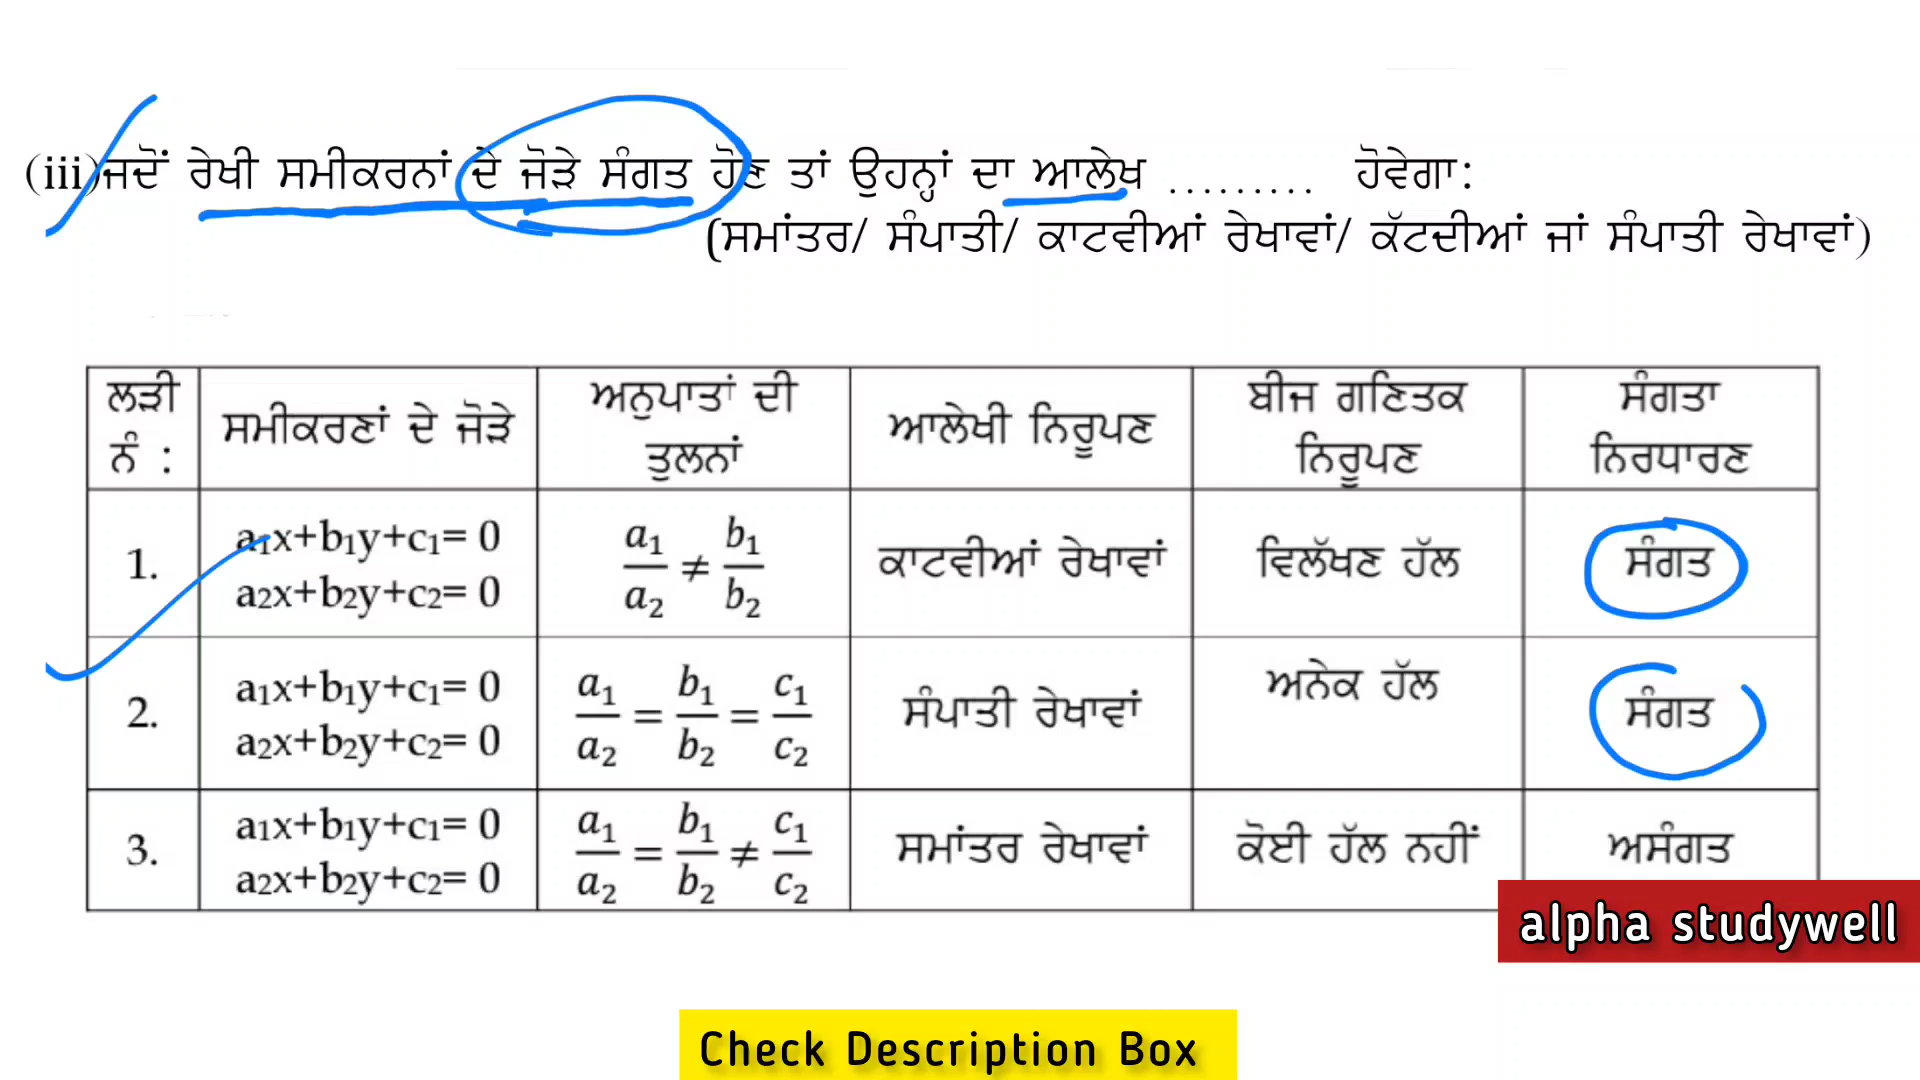 (iii)ਜਦੋਂ ਰੇਖੀ ਸਮੀਕਰਨਾਂ ਦੇ ਜੋੜੇ ਸੰਗਤ ਹੋਣ ਤਾਂ ਉਹਨ੍ਹਾਂ ਦਾ ਆਲੇਖ ......... ਹੋਵੇਗਾ:
(ਸਮਾਂਤਰ/ ਸੰਪਾਤੀ/ ਕਾਟਵੀਆਂ ਰੇਖਾਵਾਂ/ ਕੱਟਦੀਆਂ ਜਾਂ ਸੰਪਾਤੀ ਰੇਖਾਵਾਂ)
ਲੜੀ ਨੰ : ਸਮੀਕਰਣਾਂ ਦੇ ਜੋੜੇ ਅਨੁਪਾਤਾਂ ਦੀ ਤੁਲਨਾਂ ਆਲੇਖੀ ਨਿਰੂਪਣ ਬੀਜ ਗਣਿਤਕ ਨਿਰੂਪਣ ਸੰਗਤਾ ਨਿਰਧਾਰਣ
1. a₁x+b₁y+c₁= 0 a₂x+b₂y+c₂= 0 a₁/a₂ ≠ b₁/b₂ ਕਾਟਵੀਆਂ ਰੇਖਾਵਾਂ ਵਿਲੱਖਣ ਹੱਲ ਸੰਗਤ
2. a₁x+b₁y+c₁= 0 a₂x+b₂y+c₂= 0 a₁/a₂ = b₁/b₂ = c₁/c₂ ਸੰਪਾਤੀ ਰੇਖਾਵਾਂ ਅਨੇਕ ਹੱਲ ਸੰਗਤ
3. a₁x+b₁y+c₁= 0 a₂x+b₂y+c₂= 0 a₁/a₂ = b₁/b₂ ≠ c₁/c₂ ਸਮਾਂਤਰ ਰੇਖਾਵਾਂ ਕੋਈ ਹੱਲ ਨਹੀਂ ਅਸੰਗਤ
alpha studywell
Check Description Box